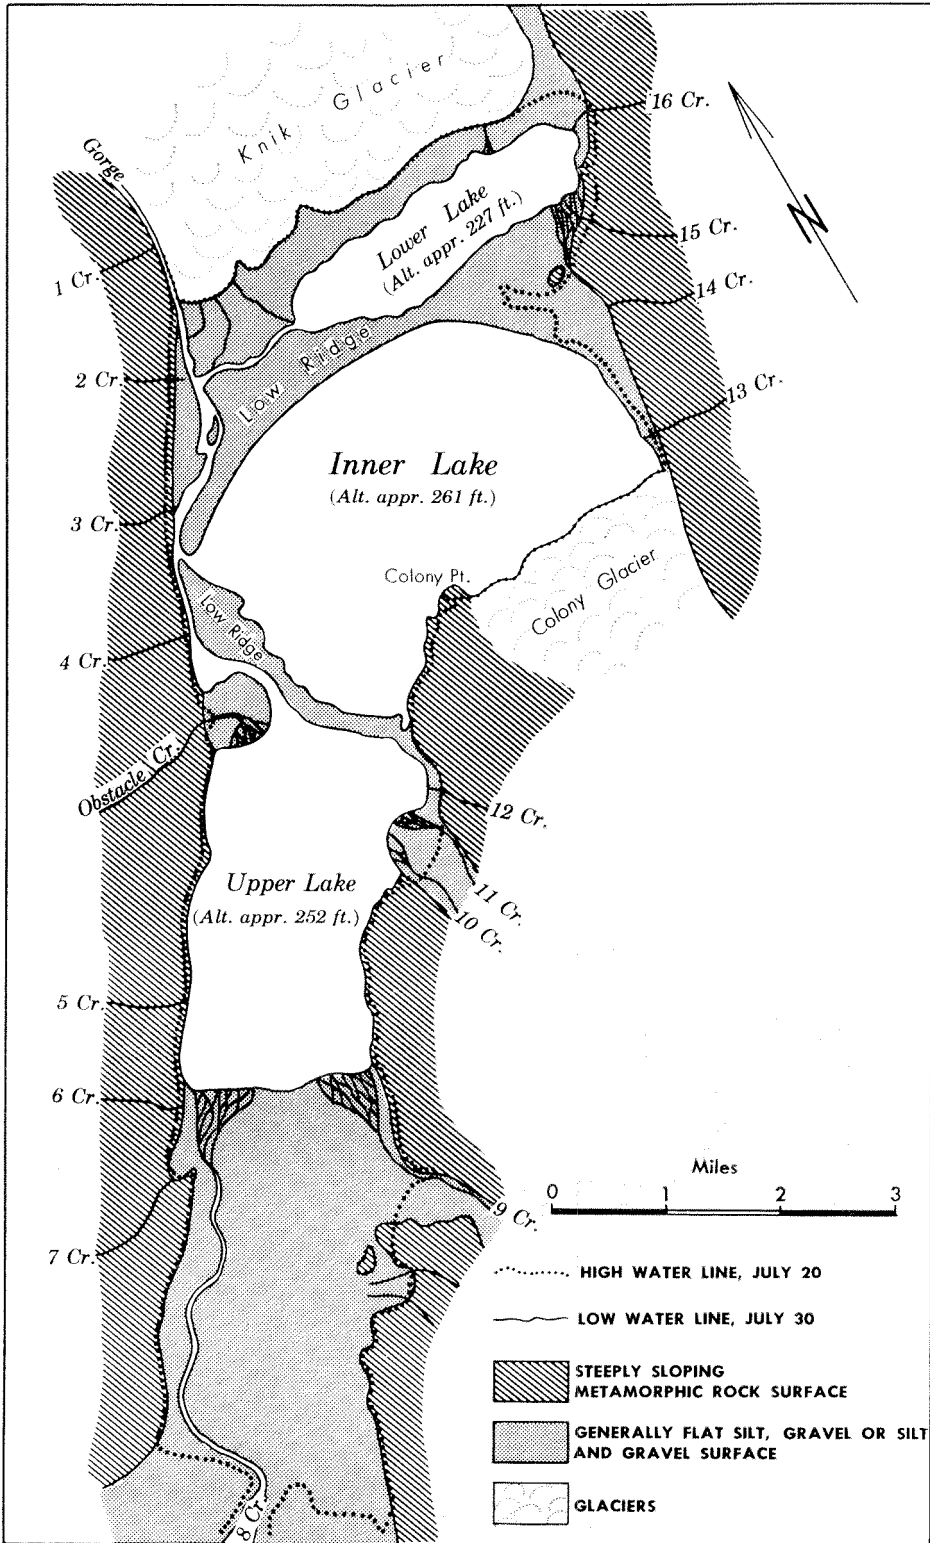 Knik Glacier
Gorge
16 Cr.
N
Lower Lake
(Alt. appr. 227 ft.)
15 Cr.
1 Cr.
14 Cr.
Low Ridge
2 Cr.
13 Cr.
Inner Lake
(Alt. appr. 261 ft.)
3 Cr.
Colony Pt.
Colony Glacier
Low Ridge
4 Cr.
Obstacle Cr.
12 Cr.
Upper Lake
(Alt. appr. 252 ft.)
11 Cr.
10 Cr.
5 Cr.
6 Cr.
Miles
0 1 2 3
9 Cr.
7 Cr.
HIGH WATER LINE, JULY 20
LOW WATER LINE, JULY 30
STEEPLY SLOPING
METAMORPHIC ROCK SURFACE
GENERALLY FLAT SILT, GRAVEL OR SILT
AND GRAVEL SURFACE
GLACIERS
8 Cr.